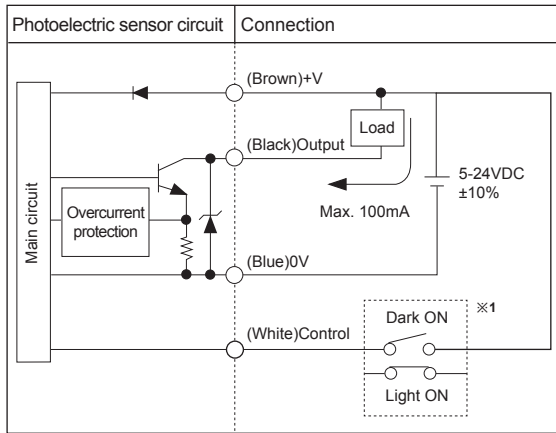 Photoelectric sensor circuit
Connection
(Brown)+V
Load
(Black)Output
5-24VDC
±10%
Max. 100mA
Main circuit
Overcurrent
protection
(Blue)0V
※1
Dark ON
(White)Control
Light ON